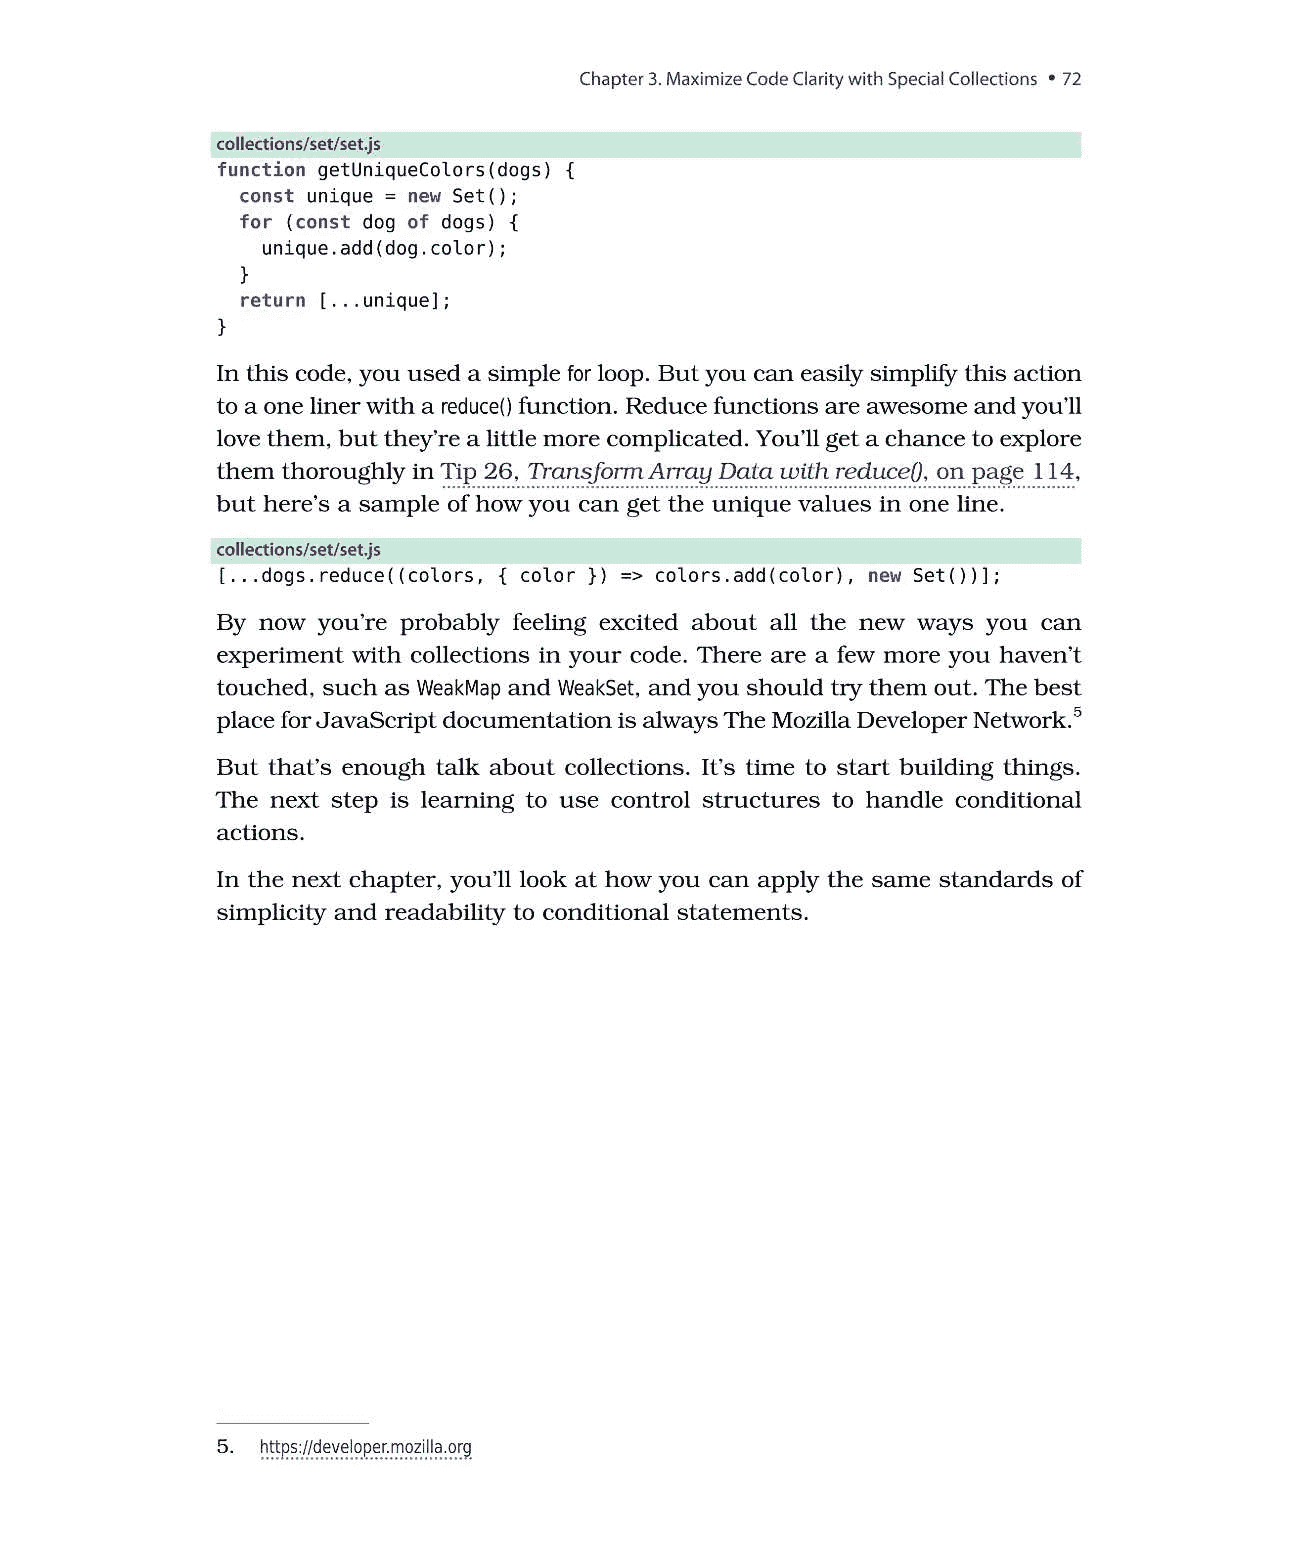 Chapter 3. Maximize Code Clarity with Special Collections • 72
collections/set/set.js
function getUniqueColors(dogs) {
  const unique = new Set();
  for (const dog of dogs) {
    unique.add(dog.color);
  }
  return [...unique];
}
In this code, you used a simple for loop. But you can easily simplify this action
to a one liner with a reduce() function. Reduce functions are awesome and you’ll
love them, but they’re a little more complicated. You’ll get a chance to explore
them thoroughly in Tip 26, Transform Array Data with reduce(), on page 114,
but here’s a sample of how you can get the unique values in one line.
collections/set/set.js
[...dogs.reduce((colors, { color }) => colors.add(color), new Set())];
By now you’re probably feeling excited about all the new ways you can
experiment with collections in your code. There are a few more you haven’t
touched, such as WeakMap and WeakSet, and you should try them out. The best
place for JavaScript documentation is always The Mozilla Developer Network.5
But that’s enough talk about collections. It’s time to start building things.
The next step is learning to use control structures to handle conditional
actions.
In the next chapter, you’ll look at how you can apply the same standards of
simplicity and readability to conditional statements.
5. https://developer.mozilla.org